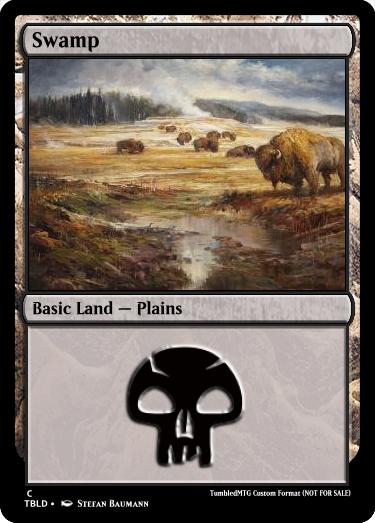 Swamp
Basic Land — Plains
C
TBLD • Stefan Baumann
TumbledMTG Custom Format (NOT FOR SALE)